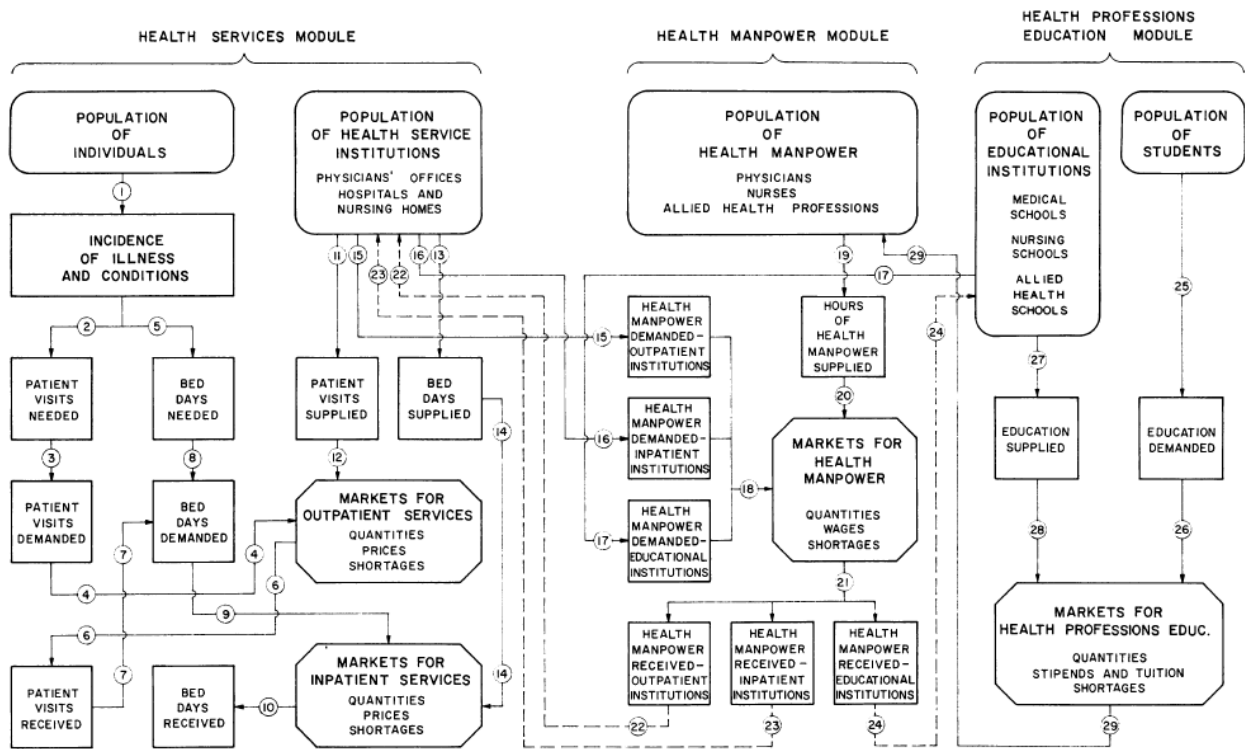 HEALTH SERVICES MODULE
HEALTH MANPOWER MODULE
HEALTH PROFESSIONS
EDUCATION MODULE
POPULATION
OF
INDIVIDUALS
POPULATION
OF HEALTH SERVICE
INSTITUTIONS
PHYSICIANS' OFFICES
HOSPITALS AND
NURSING HOMES
POPULATION
OF
HEALTH MANPOWER
PHYSICIANS
NURSES
ALLIED HEALTH PROFESSIONS
POPULATION
OF
EDUCATIONAL
INSTITUTIONS
MEDICAL
SCHOOLS
NURSING
SCHOOLS
ALLIED
HEALTH
SCHOOLS
POPULATION
OF
STUDENTS
1
INCIDENCE
OF ILLNESS
AND CONDITIONS
11
15
23
22
16
13
19
29
17
24
25
2
5
PATIENT
VISITS
NEEDED
BED
DAYS
NEEDED
PATIENT
VISITS
SUPPLIED
BED
DAYS
SUPPLIED
15
HEALTH
MANPOWER
DEMANDED–
OUTPATIENT
INSTITUTIONS
HOURS
OF HEALTH
MANPOWER
SUPPLIED
27
3
8
12
14
16
HEALTH
MANPOWER
DEMANDED–
INPATIENT
INSTITUTIONS
20
EDUCATION
SUPPLIED
EDUCATION
DEMANDED
PATIENT
VISITS
DEMANDED
BED
DAYS
DEMANDED
MARKETS FOR
OUTPATIENT SERVICES
QUANTITIES
PRICES
SHORTAGES
MARKETS FOR
HEALTH
MANPOWER
QUANTITIES
WAGES
SHORTAGES
18
17
HEALTH
MANPOWER
DEMANDED–
EDUCATIONAL
INSTITUTIONS
28
26
7
4
4
6
21
6
9
7
14
PATIENT
VISITS
RECEIVED
BED
DAYS
RECEIVED
10
MARKETS FOR
INPATIENT SERVICES
QUANTITIES
PRICES
SHORTAGES
HEALTH
MANPOWER
RECEIVED–
OUTPATIENT
INSTITUTIONS
HEALTH
MANPOWER
RECEIVED–
INPATIENT
INSTITUTIONS
HEALTH
MANPOWER
RECEIVED–
EDUCATIONAL
INSTITUTIONS
MARKETS FOR
HEALTH PROFESSIONS EDUC.
QUANTITIES
STIPENDS AND TUITION
SHORTAGES
22
23
24
29